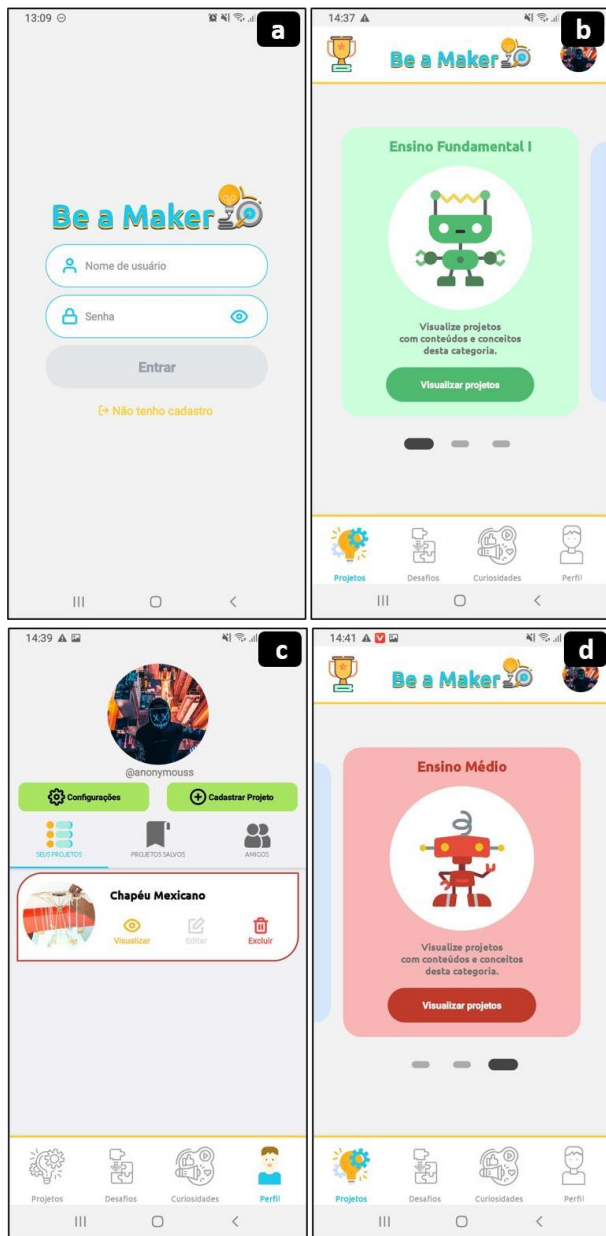 13:09
a
Be a Maker
Nome de usuário
Senha
Entrar
Não tenho cadastro
14:37
b
Be a Maker
Ensino Fundamental I
Visualize projetos
com conteúdos e conceitos
desta categoria.
Visualizar projetos
Projetos Desafios Curiosidades Perfil
14:39
c
@anonymouss
Configurações Cadastrar Projeto
SEUS PROJETOS PROJETOS SALVOS AMIGOS
Chapéu Mexicano
Visualizar Editar Excluir
Projetos Desafios Curiosidades Perfil
14:41
d
Be a Maker
Ensino Médio
Visualize projetos
com conteúdos e conceitos
desta categoria.
Visualizar projetos
Projetos Desafios Curiosidades Perfil